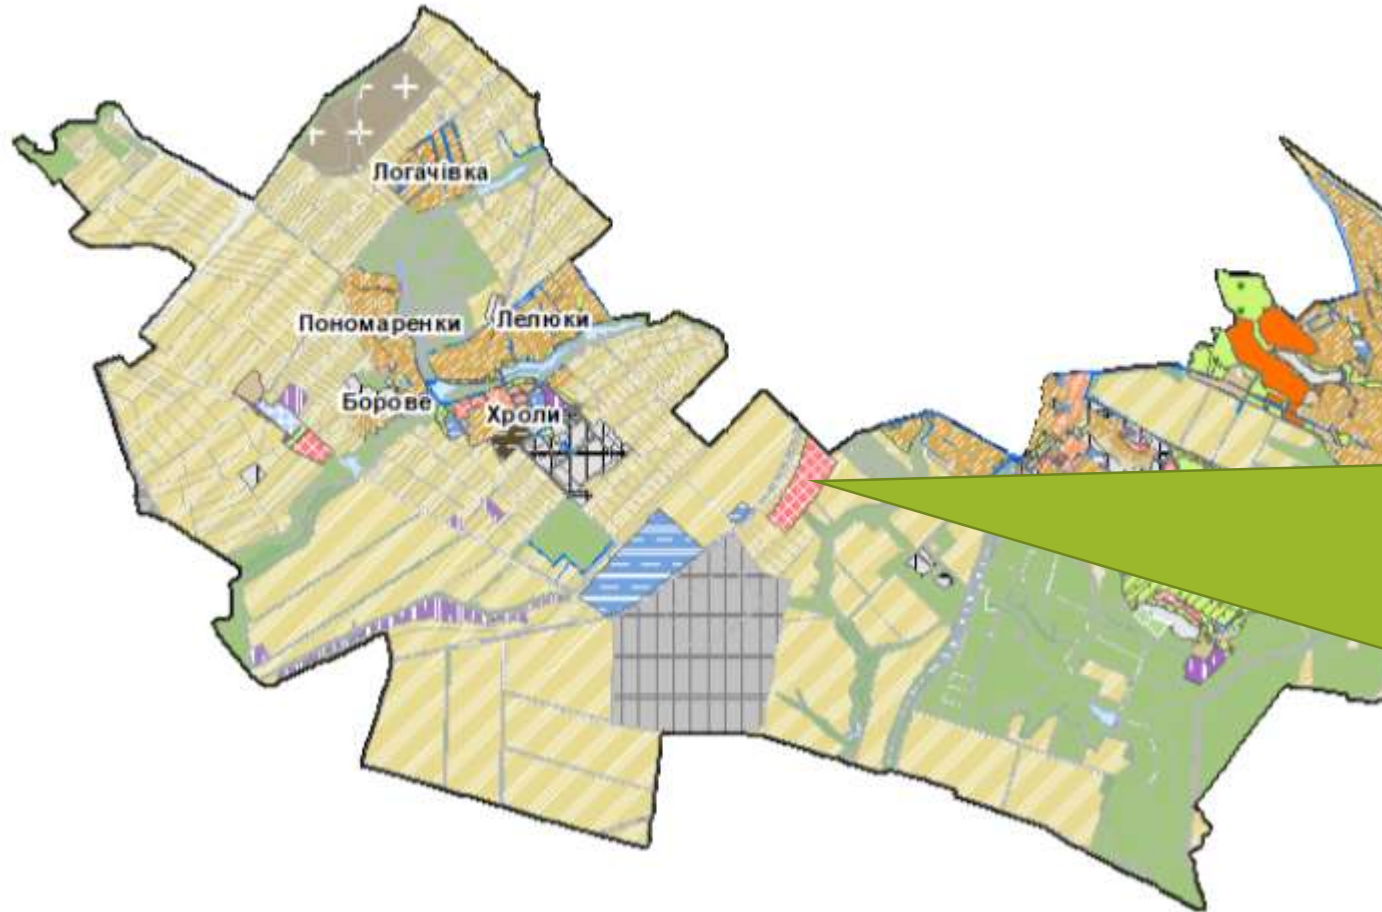 Логачівка
Пономаренки
Лелюки
Борове
Хроли